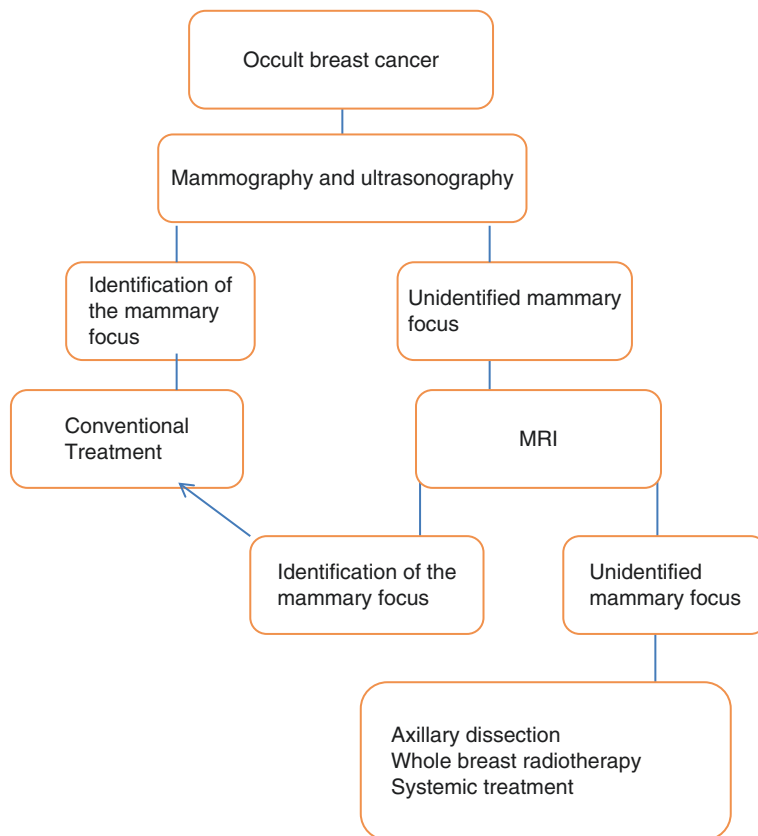 Occult breast cancer
Mammography and ultrasonography
Identification of
the mammary
focus
Unidentified mammary
focus
Conventional
Treatment
MRI
Identification of the
mammary focus
Unidentified
mammary focus
Axillary dissection
Whole breast radiotherapy
Systemic treatment